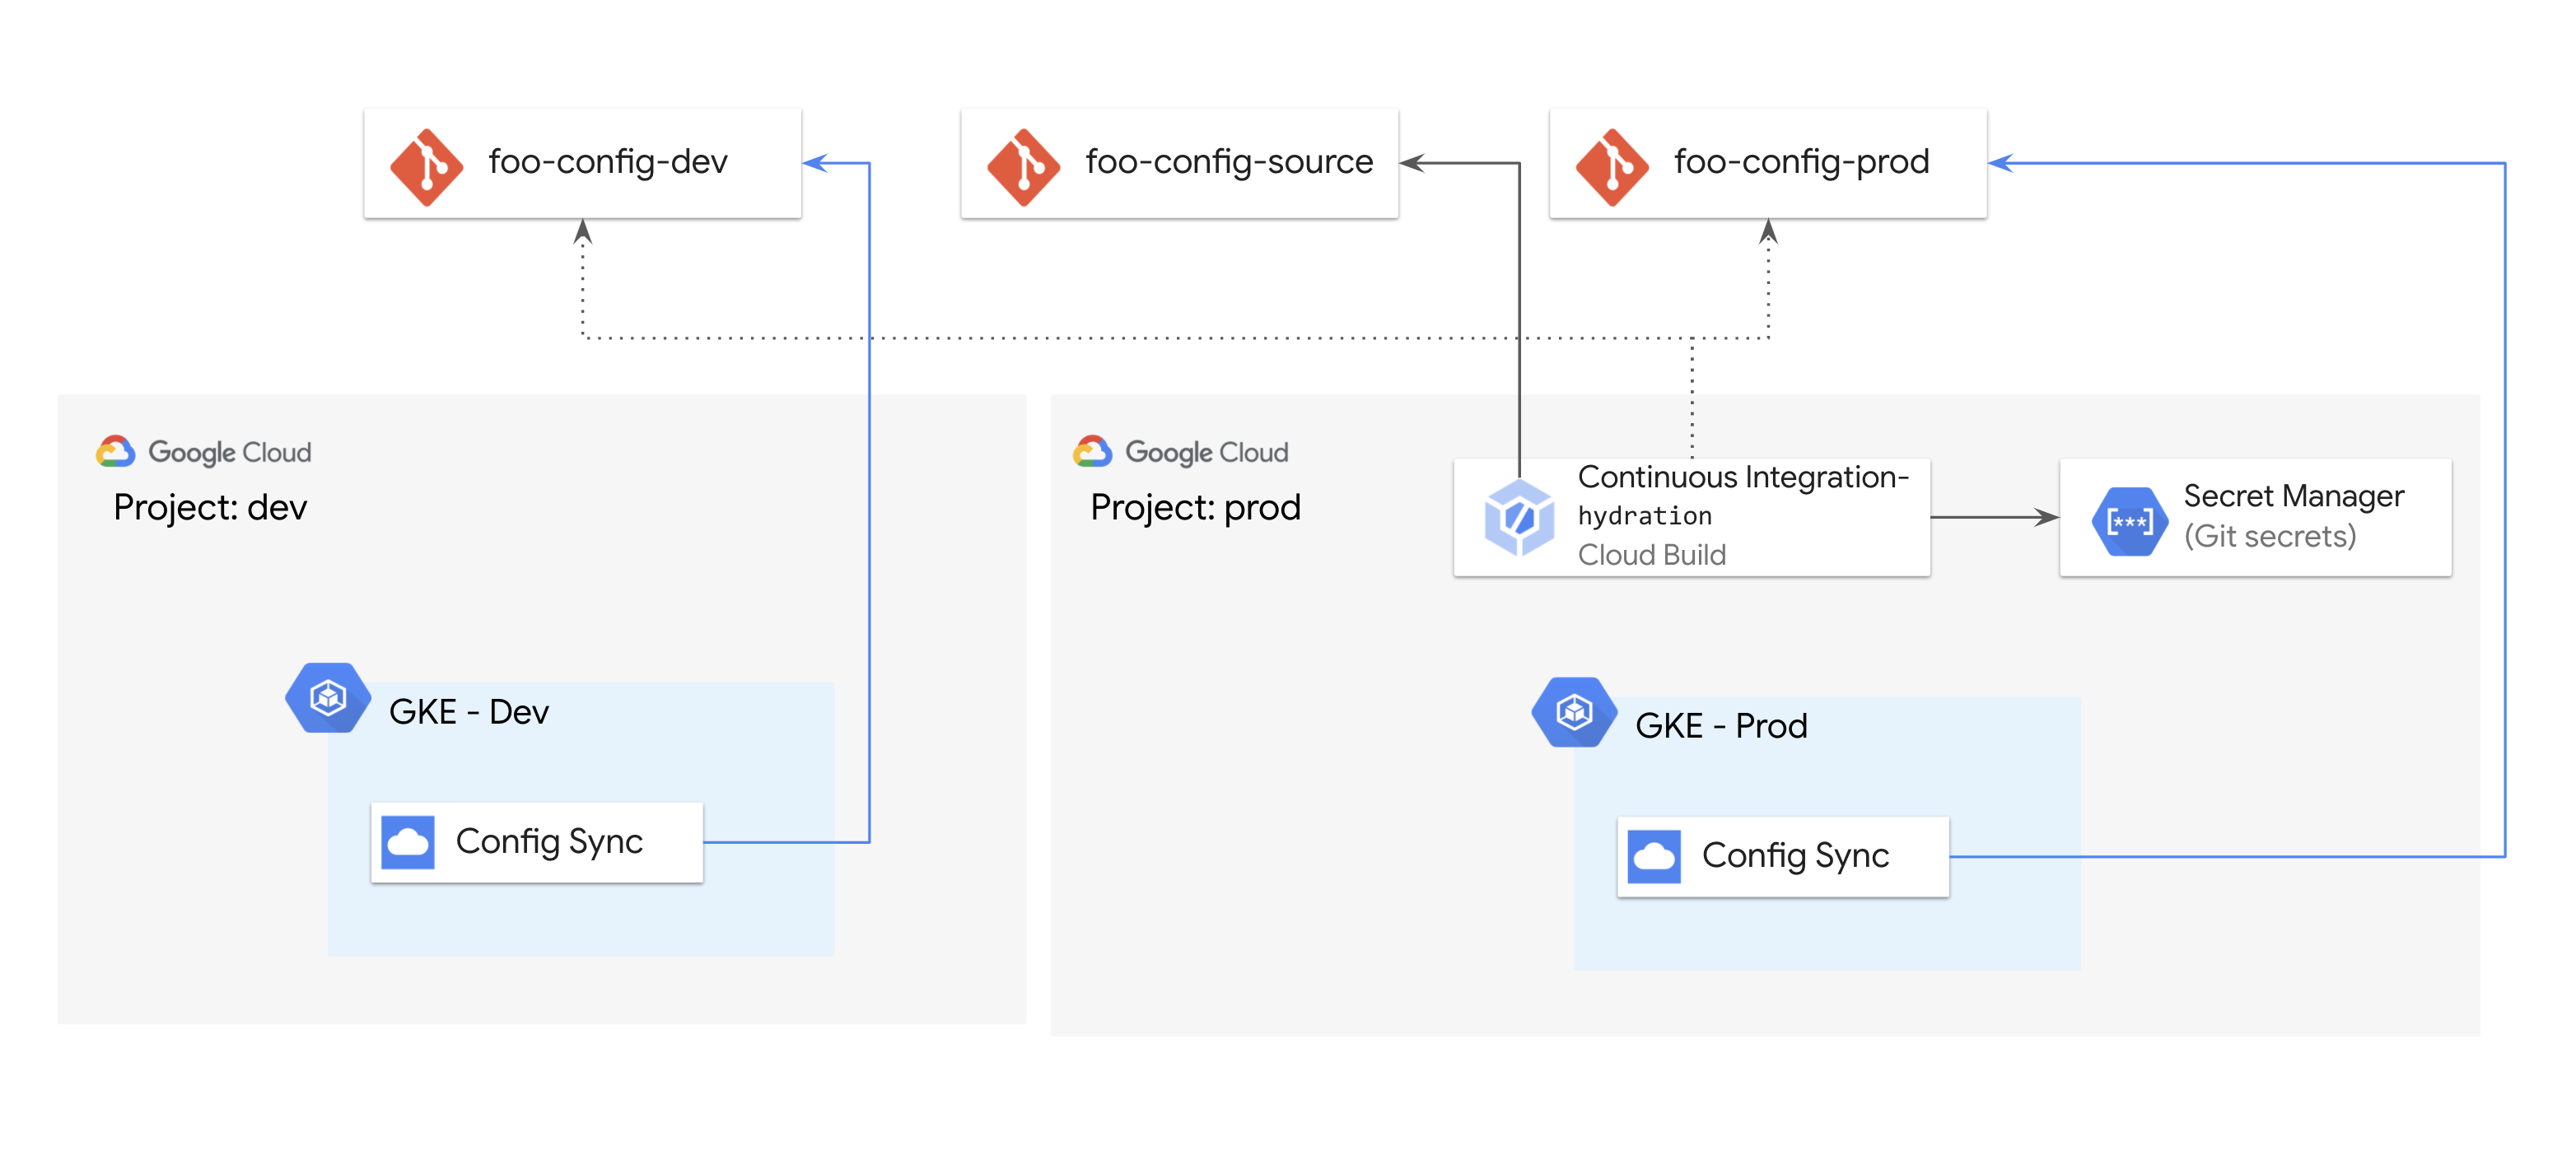 foo-config-dev
foo-config-source
foo-config-prod
Google Cloud
Project: dev
Google Cloud
Project: prod
Continuous Integration-
hydration
Cloud Build
[***]
Secret Manager
(Git secrets)
GKE - Dev
Config Sync
GKE - Prod
Config Sync